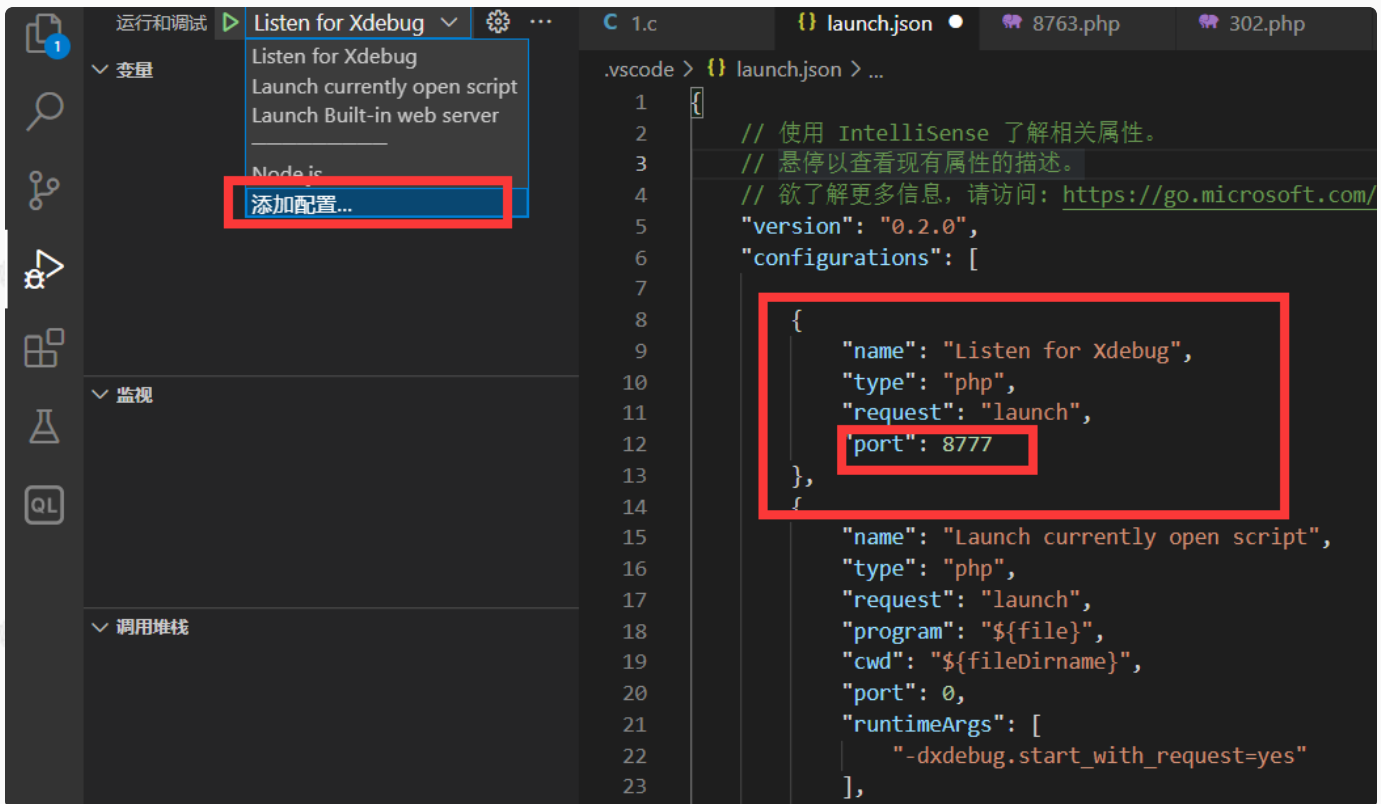 运行和调试 Listen for Xdebug
1
Listen for Xdebug
Launch currently open script
Launch Built-in web server
Node.js
添加配置...
变量
监视
调用堆栈
QL
C 1.c {} launch.json 8763.php 302.php
.vscode > {} launch.json > ...
1 {
2 // 使用 IntelliSense 了解相关属性。
3 // 悬停以查看现有属性的描述。
4 // 欲了解更多信息，请访问: https://go.microsoft.com/
5 "version": "0.2.0",
6 "configurations": [
7
8 {
9 "name": "Listen for Xdebug",
10 "type": "php",
11 "request": "launch",
12 "port": 8777
13 },
14 {
15 "name": "Launch currently open script",
16 "type": "php",
17 "request": "launch",
18 "program": "${file}",
19 "cwd": "${fileDirname}",
20 "port": 0,
21 "runtimeArgs": [
22 "-dxdebug.start_with_request=yes"
23 ],